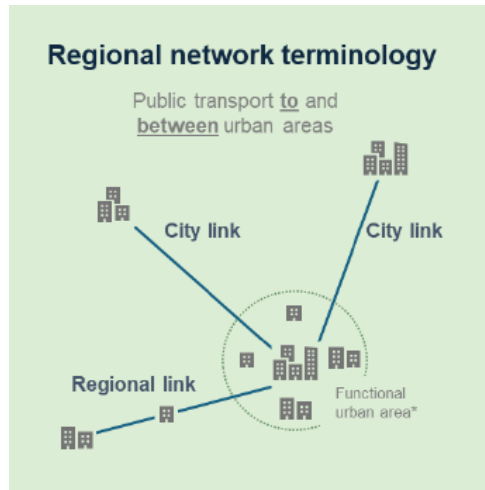 Regional network terminology
Public transport to and
between urban areas
City link
City link
Regional link
Functional
urban area*